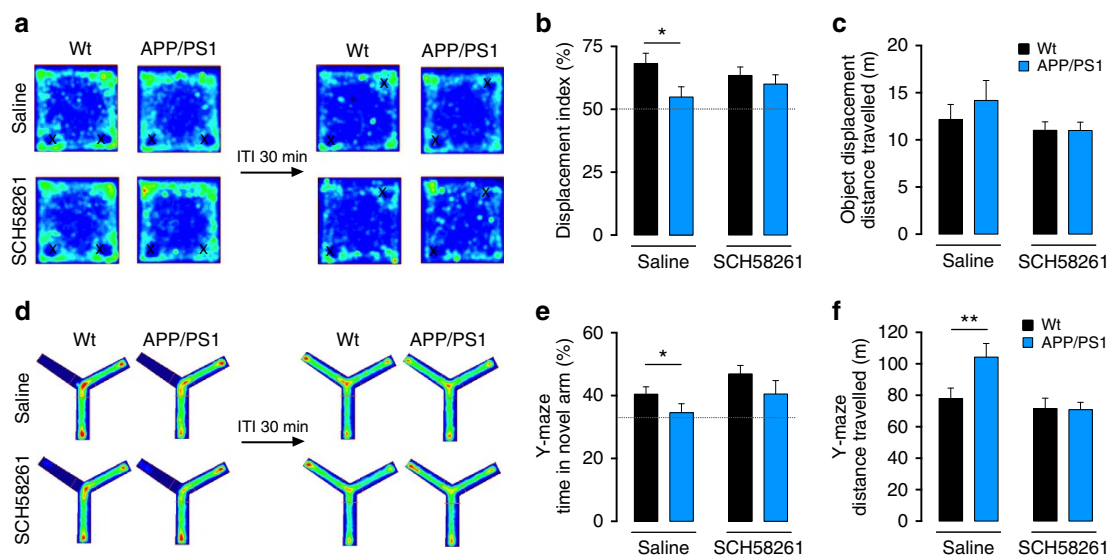 a
Wt
APP/PS1
Wt
APP/PS1
Saline
X
X
X
X
X
X
ITI 30 min
SCH58261
X
X
X
X
X
X
b
Displacement index (%)
75
50
25
0
*
Saline
SCH58261
c
Object displacement
distance travelled (m)
20
15
10
5
0
Wt
APP/PS1
Saline
SCH58261
d
Wt
APP/PS1
Wt
APP/PS1
Saline
ITI 30 min
SCH58261
e
Y-maze
time in novel arm (%)
60
40
20
0
*
Saline
SCH58261
f
Y-maze
distance travelled (m)
120
100
80
60
40
20
0
**
Wt
APP/PS1
Saline
SCH58261